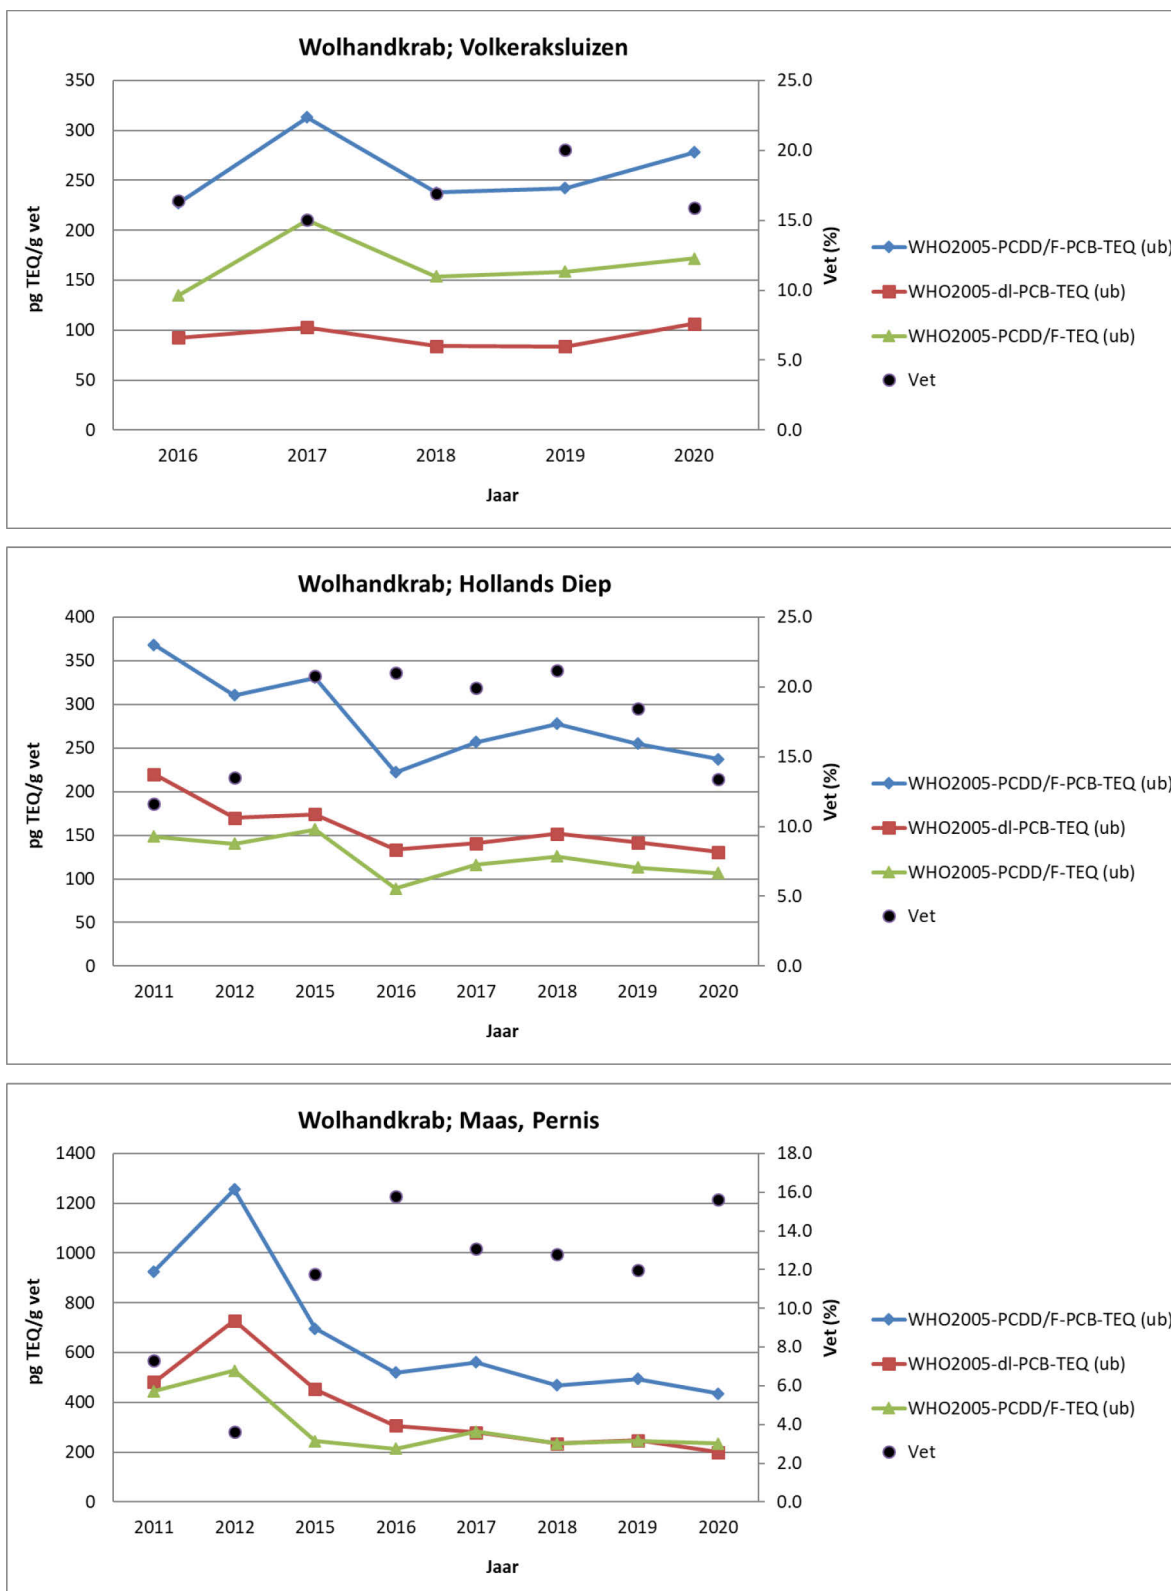 Wolhandkrab; Volkeraksluizen
350
300
250
200
150
100
50
0
pg TEQ/g vet
25.0
20.0
15.0
10.0
5.0
0.0
Vet (%)
2016 2017 2018 2019 2020
Jaar
WHO2005-PCDD/F-PCB-TEQ (ub)
WHO2005-dl-PCB-TEQ (ub)
WHO2005-PCDD/F-TEQ (ub)
Vet
Wolhandkrab; Hollands Diep
400
350
300
250
200
150
100
50
0
pg TEQ/g vet
25.0
20.0
15.0
10.0
5.0
0.0
Vet (%)
2011 2012 2015 2016 2017 2018 2019 2020
Jaar
WHO2005-PCDD/F-PCB-TEQ (ub)
WHO2005-dl-PCB-TEQ (ub)
WHO2005-PCDD/F-TEQ (ub)
Vet
Wolhandkrab; Maas, Pernis
1400
1200
1000
800
600
400
200
0
pg TEQ/g vet
18.0
16.0
14.0
12.0
10.0
8.0
6.0
4.0
2.0
0.0
Vet (%)
2011 2012 2015 2016 2017 2018 2019 2020
Jaar
WHO2005-PCDD/F-PCB-TEQ (ub)
WHO2005-dl-PCB-TEQ (ub)
WHO2005-PCDD/F-TEQ (ub)
Vet